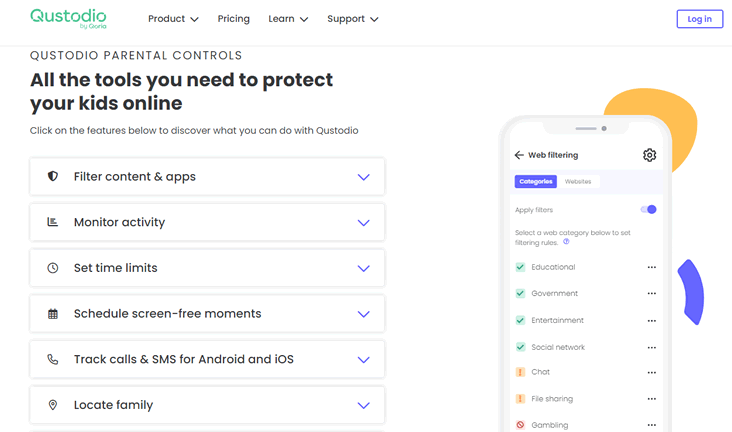 Qustodio
by Qoria
Product
Pricing
Learn
Support
Log in
QUSTODIO PARENTAL CONTROLS
All the tools you need to protect
your kids online
Click on the features below to discover what you can do with Qustodio
Filter content & apps
Monitor activity
Set time limits
Schedule screen-free moments
Track calls & SMS for Android and iOS
Locate family
Web filtering
Categories
Websites
Apply filters
Select a web category below to set
filtering rules.
Educational
Government
Entertainment
Social network
Chat
File sharing
Gambling